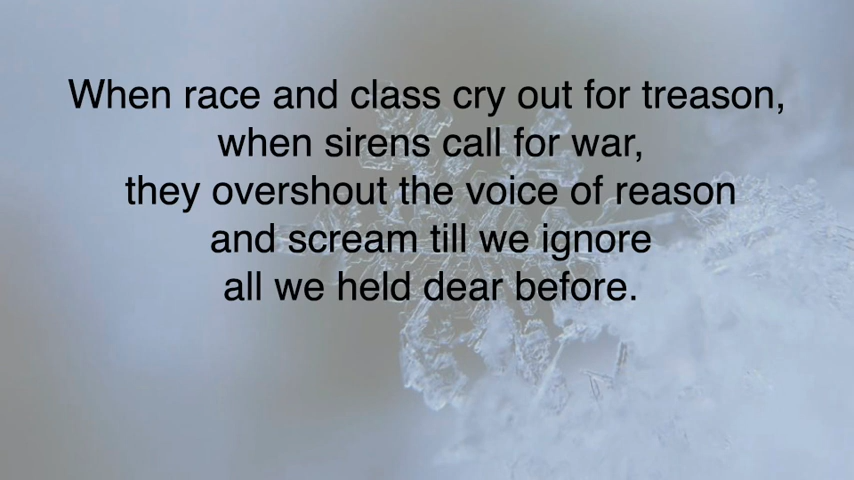 When race and class cry out for treason,
when sirens call for war,
they overshout the voice of reason
and scream till we ignore
all we held dear before.